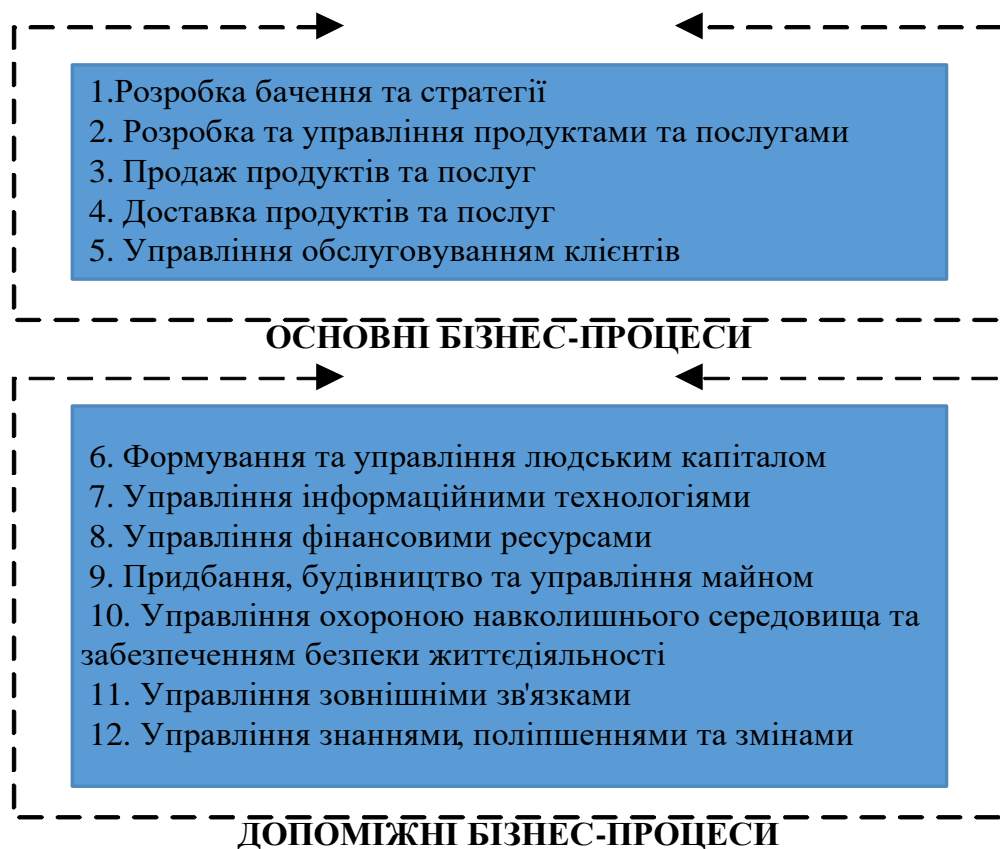 1.Розробка бачення та стратегії
2. Розробка та управління продуктами та послугами
3. Продаж продуктів та послуг
4. Доставка продуктів та послуг
5. Управління обслуговуванням клієнтів
ОСНОВНІ БІЗНЕС-ПРОЦЕСИ
6. Формування та управління людським капіталом
7. Управління інформаційними технологіями
8. Управління фінансовими ресурсами
9. Придбання, будівництво та управління майном
10. Управління охороною навколишнього середовища та
забезпеченням безпеки життєдіяльності
11. Управління зовнішніми зв'язками
12. Управління знаннями, поліпшеннями та змінами
ДОПОМІЖНІ БІЗНЕС-ПРОЦЕСИ